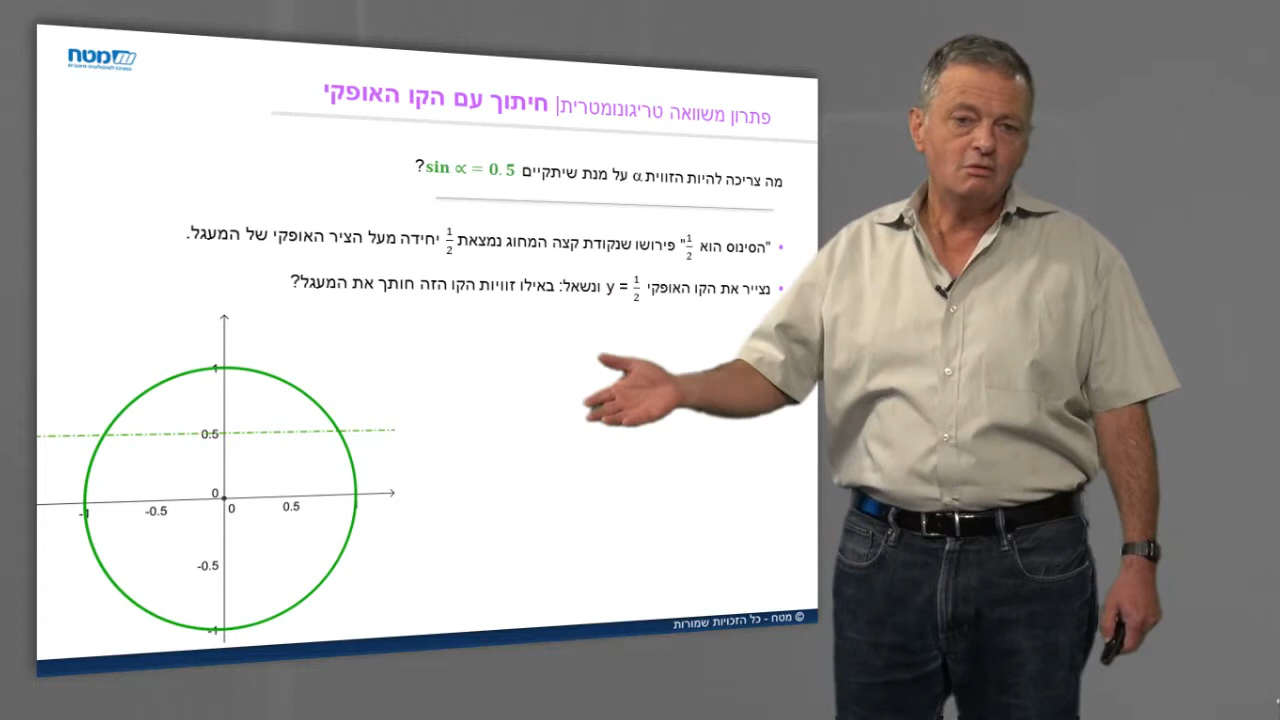 מטח
פתרון משוואה טריגונומטרית| חיתוך עם הקו האופקי
מה צריכה להיות הזווית α על מנת שיתקיים sin ∝ = 0.5?
• "הסינוס הוא 1/2" פירושו שנקודת קצה המחוג נמצאת 1/2 יחידה מעל הציר האופקי של המעגל.
• נצייר את הקו האופקי y = 1/2 ונשאל: באילו זוויות הקו הזה חותך את המעגל?
1
0.5
0
-1 -0.5 0 0.5
-0.5
-1
© מטח - כל הזכויות שמורות